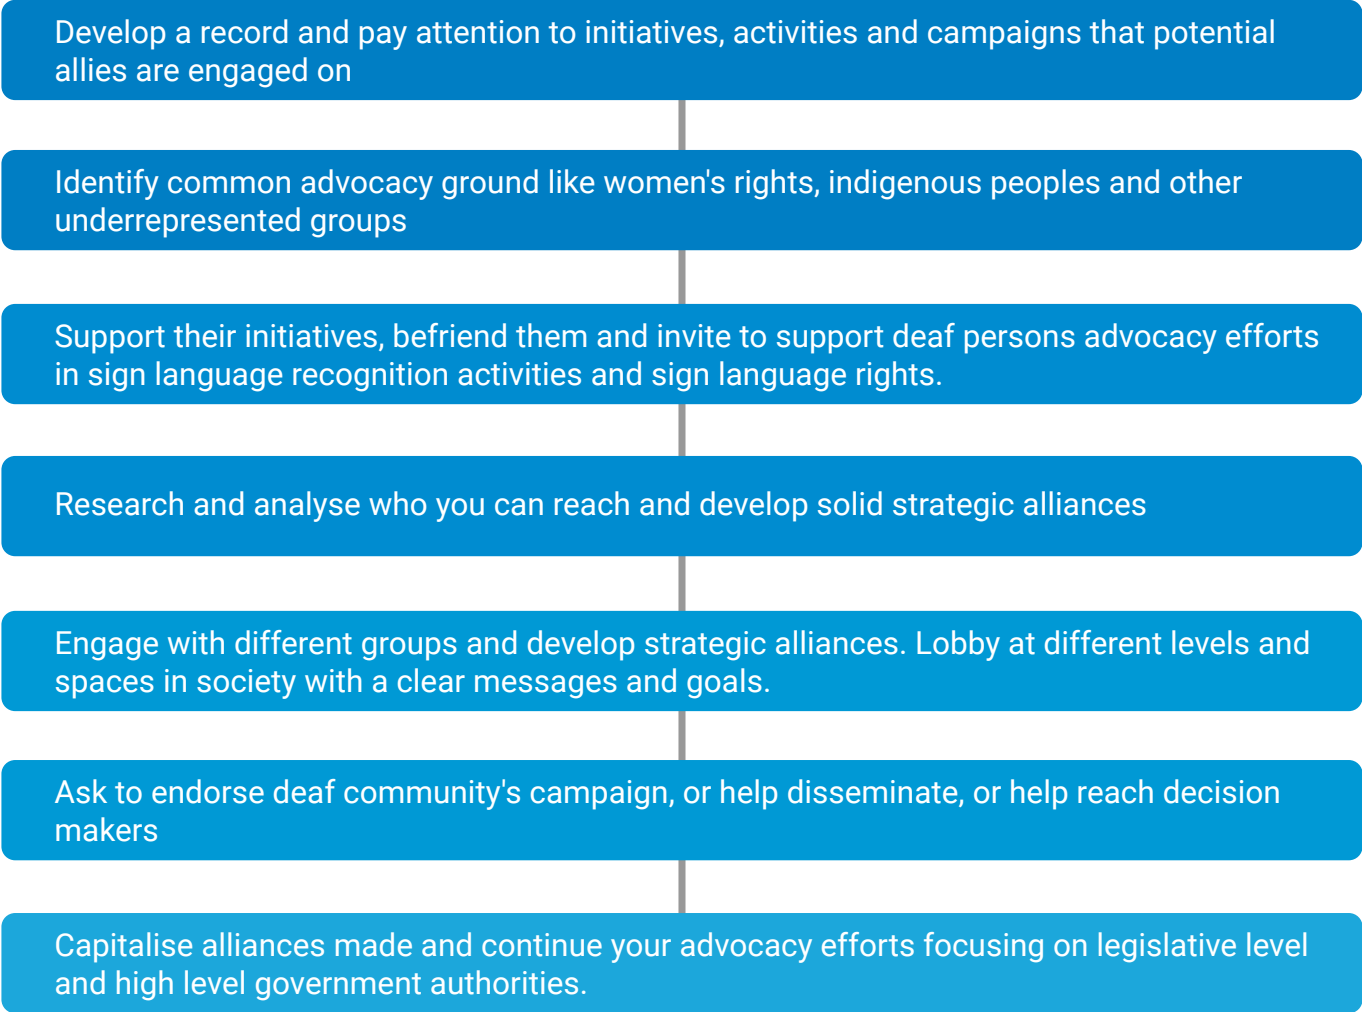 Develop a record and pay attention to initiatives, activities and campaigns that potential
allies are engaged on
Identify common advocacy ground like women's rights, indigenous peoples and other
underrepresented groups
Support their initiatives, befriend them and invite to support deaf persons advocacy efforts
in sign language recognition activities and sign language rights.
Research and analyse who you can reach and develop solid strategic alliances
Engage with different groups and develop strategic alliances. Lobby at different levels and
spaces in society with a clear messages and goals.
Ask to endorse deaf community's campaign, or help disseminate, or help reach decision
makers
Capitalise alliances made and continue your advocacy efforts focusing on legislative level
and high level government authorities.